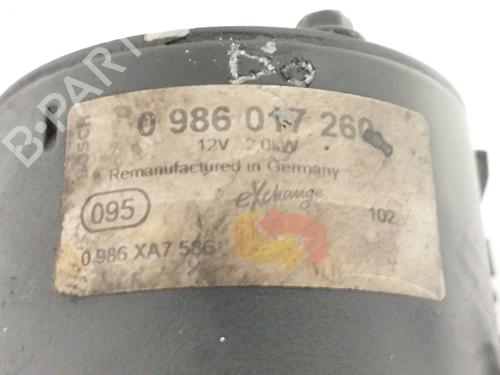 Do
BOSCH
0 986 017 260
12V 2.0kW
Remanufactured in Germany
eXchange
095
102
0 986 XA7 586
B-PARTS